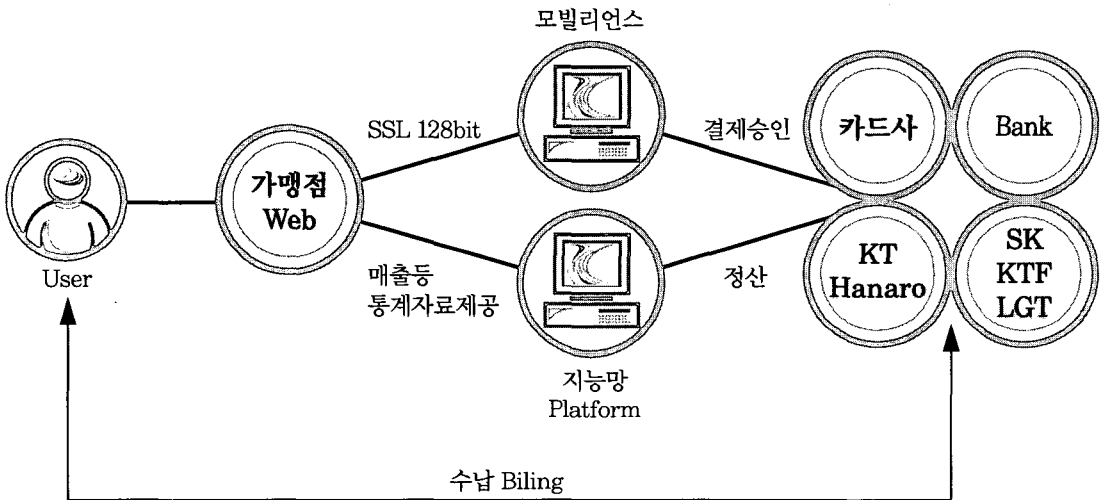 모빌리언스
SSL 128bit
결제승인
카드사
Bank
가맹점
Web
User
매출등
통계자료제공
정산
KT
Hanaro
SK
KTF
LGT
지능망
Platform
수납 Biling